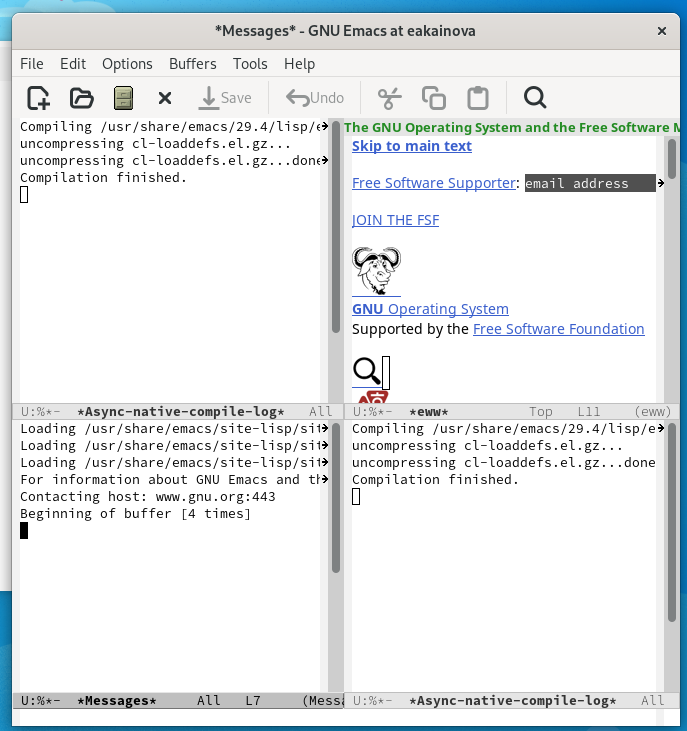 *Messages* - GNU Emacs at eakainova
File Edit Options Buffers Tools Help
Save Undo
Compiling /usr/share/emacs/29.4/lisp/e
uncompressing cl-loaddefs.el.gz...
uncompressing cl-loaddefs.el.gz...done
Compilation finished.
U:%*- *Async-native-compile-log* All
The GNU Operating System and the Free Software M
Skip to main text
Free Software Supporter: email address
JOIN THE FSF
GNU Operating System
Supported by the Free Software Foundation
U:%*- *eww* Top L11 (eww)
Loading /usr/share/emacs/site-lisp/sit
Loading /usr/share/emacs/site-lisp/sit
Loading /usr/share/emacs/site-lisp/sit
For information about GNU Emacs and th
Contacting host: www.gnu.org:443
Beginning of buffer [4 times]
U:%*- *Messages* All L7 (Messa
Compiling /usr/share/emacs/29.4/lisp/e
uncompressing cl-loaddefs.el.gz...
uncompressing cl-loaddefs.el.gz...done
Compilation finished.
U:%*- *Async-native-compile-log* All